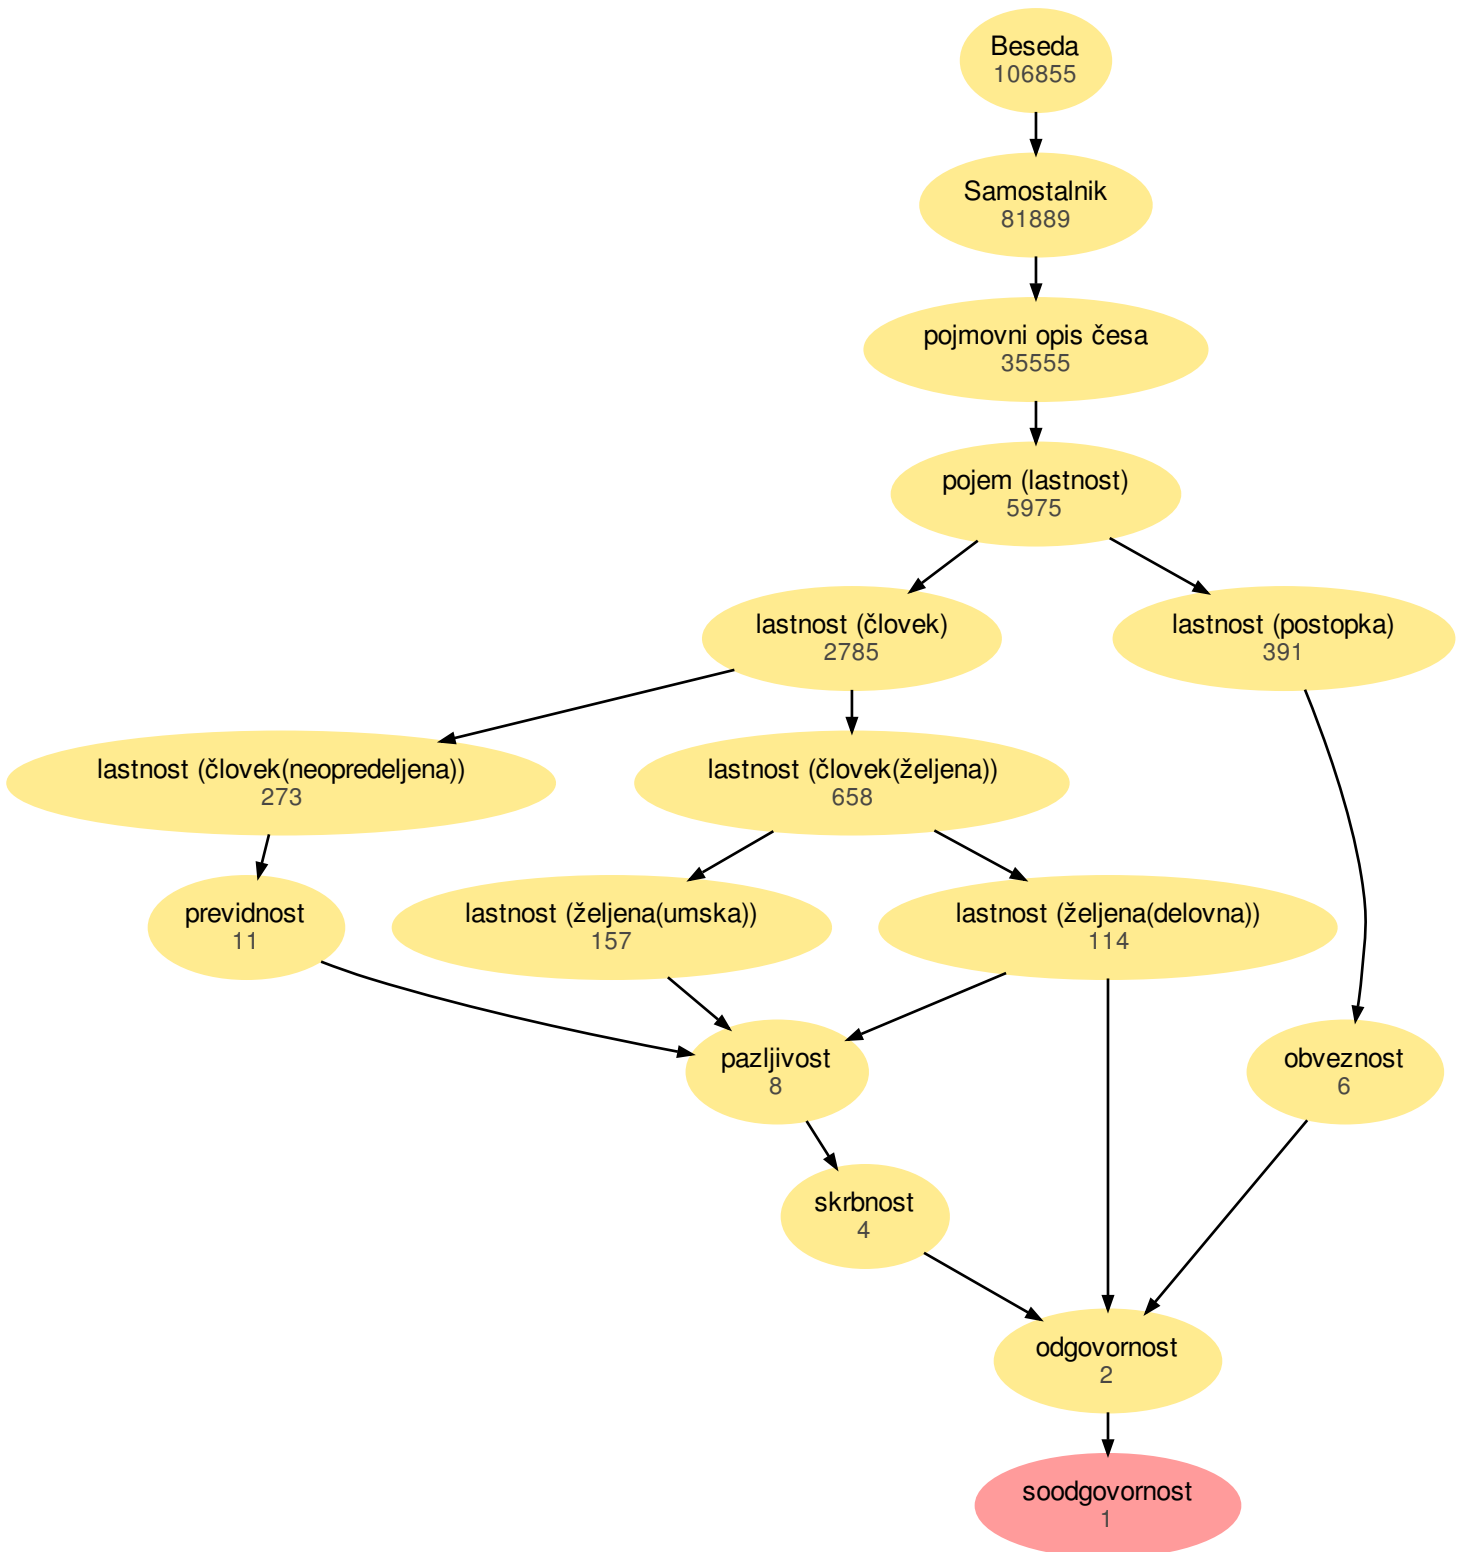 Beseda
106855
Samostalnik
81889
pojmovni opis česa
35555
pojem (lastnost)
5975
lastnost (človek)
2785
lastnost (postopka)
391
lastnost (človek(neopredeljena))
273
lastnost (človek(željena))
658
previdnost
11
lastnost (željena(umska))
157
lastnost (željena(delovna))
114
pazljivost
8
obveznost
6
skrbnost
4
odgovornost
2
soodgovornost
1